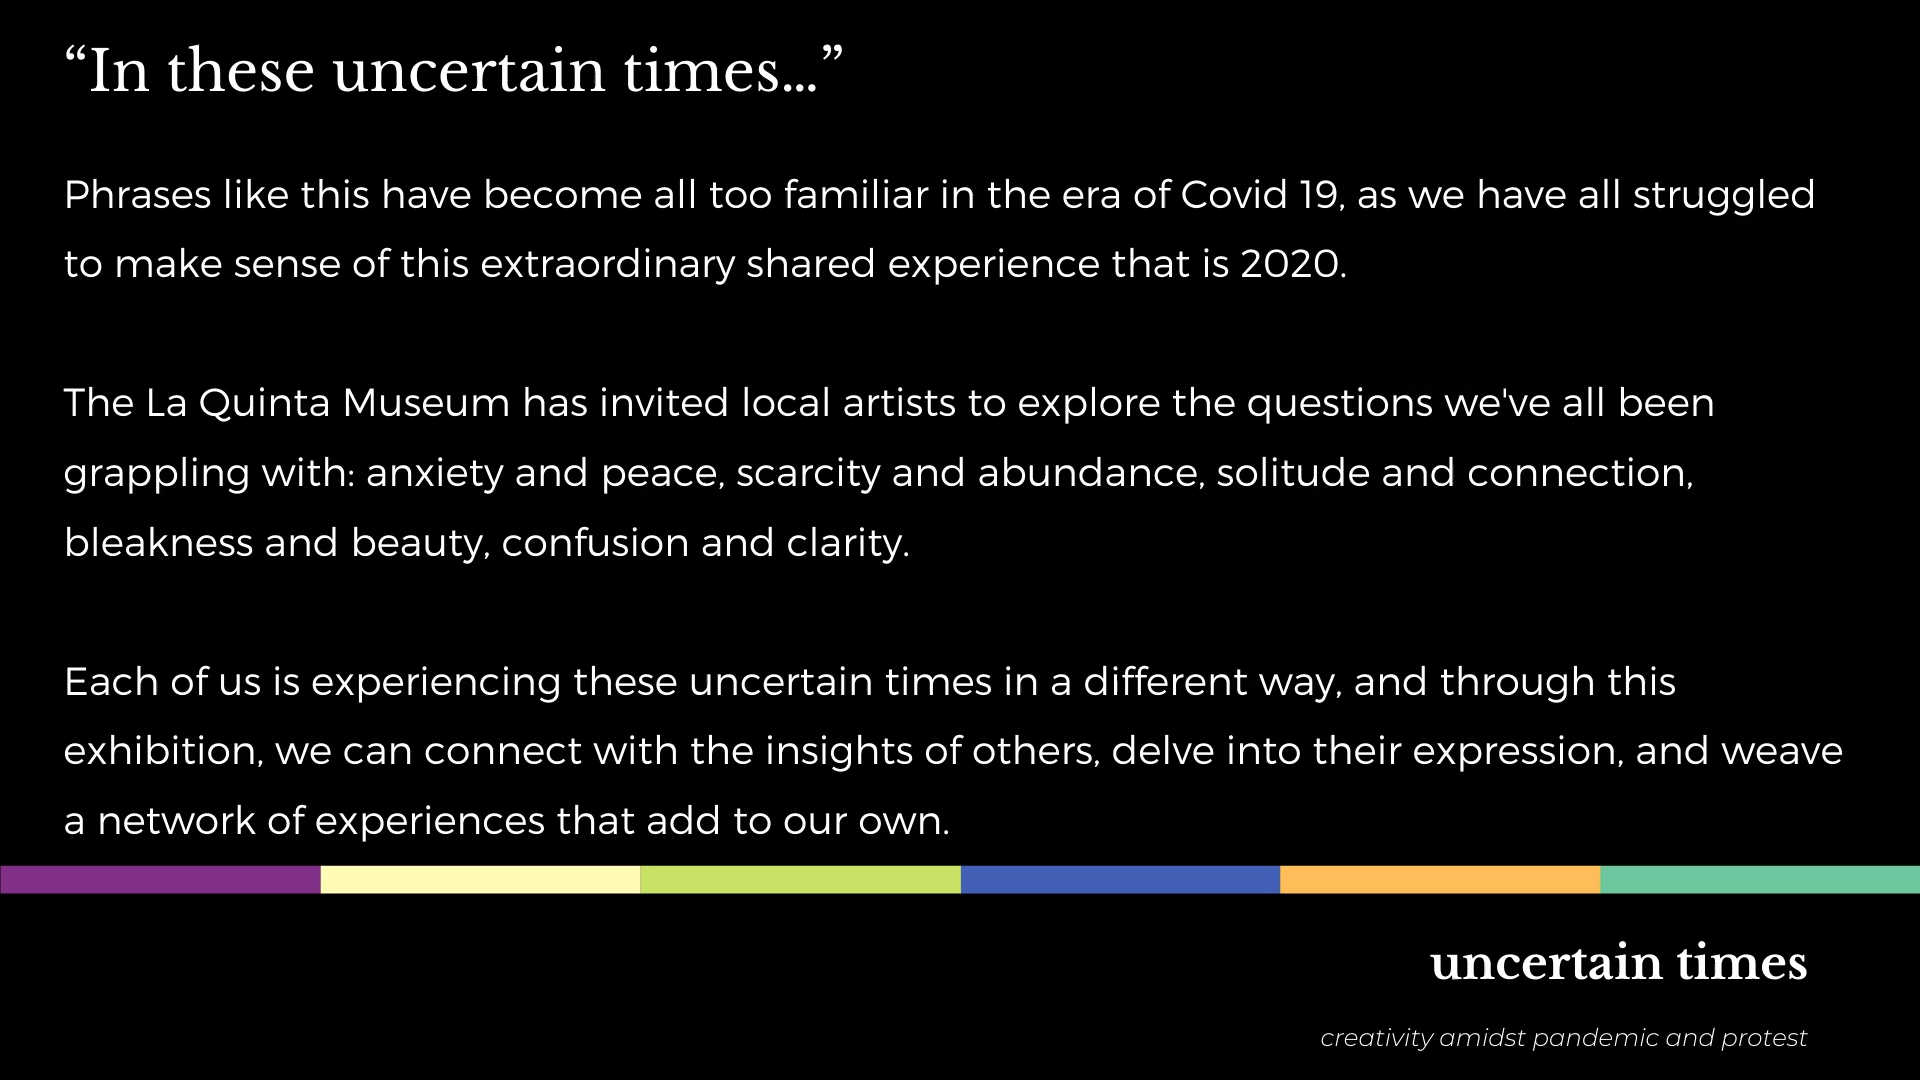 “In these uncertain times...”
Phrases like this have become all too familiar in the era of Covid 19, as we have all struggled
to make sense of this extraordinary shared experience that is 2020.
The La Quinta Museum has invited local artists to explore the questions we've all been
grappling with: anxiety and peace, scarcity and abundance, solitude and connection,
bleakness and beauty, confusion and clarity.
Each of us is experiencing these uncertain times in a different way, and through this
exhibition, we can connect with the insights of others, delve into their expression, and weave
a network of experiences that add to our own.
uncertain times
creativity amidst pandemic and protest